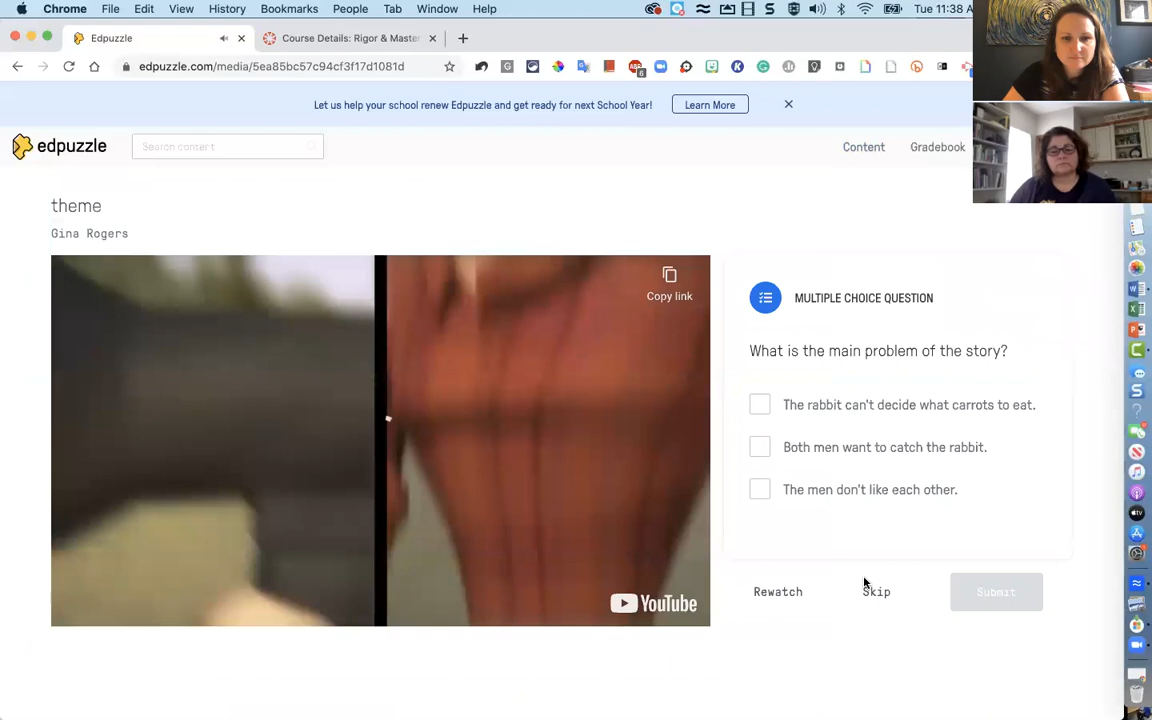 Chrome File Edit View History Bookmarks People Tab Window Help Tue 11:38 A
Edpuzzle
Course Details: Rigor & Master
edpuzzle.com/media/5ea85bc57c94cf3f17d1081d
Let us help your school renew Edpuzzle and get ready for next School Year! Learn More
edpuzzle Search content Content Gradebook
theme
Gina Rogers
Copy link
YouTube
MULTIPLE CHOICE QUESTION
What is the main problem of the story?
The rabbit can't decide what carrots to eat.
Both men want to catch the rabbit.
The men don't like each other.
Rewatch Skip Submit